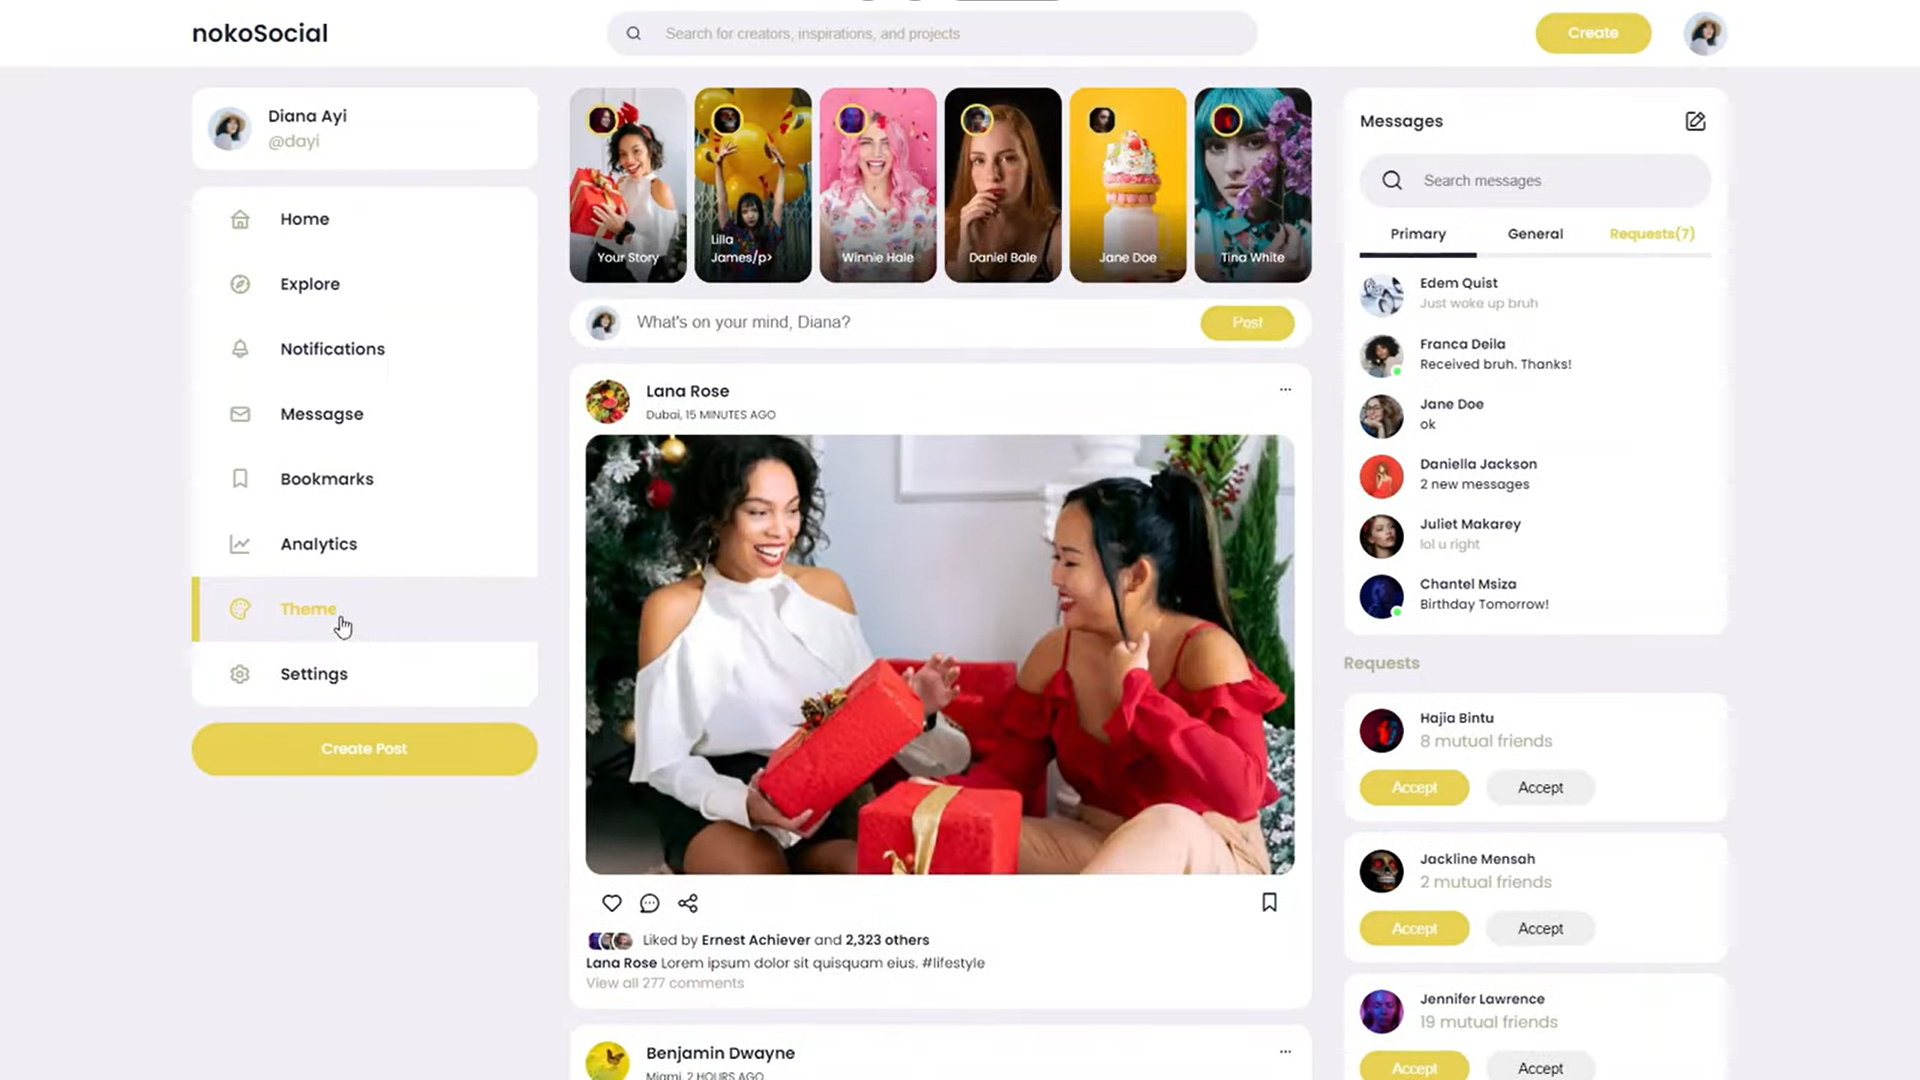 nokoSocial
Search for creators, inspirations, and projects
Create
Diana Ayi
@dayi
Home
Explore
Notifications
Messagse
Bookmarks
Analytics
Theme
Settings
Create Post
Your Story
Lilla
James/p>
Winnie Hale
Daniel Bale
Jane Doe
Tina White
What's on your mind, Diana?
Post
Lana Rose
Dubai, 15 MINUTES AGO
Liked by Ernest Achiever and 2,323 others
Lana Rose Lorem ipsum dolor sit quisquam eius. #lifestyle
View all 277 comments
Benjamin Dwayne
Miami, 2 HOURS AGO
Messages
Search messages
Primary
General
Requests(7)
Edem Quist
Just woke up bruh
Franca Deila
Received bruh. Thanks!
Jane Doe
ok
Daniella Jackson
2 new messages
Juliet Makarey
lol u right
Chantel Msiza
Birthday Tomorrow!
Requests
Hajia Bintu
8 mutual friends
Accept
Accept
Jackline Mensah
2 mutual friends
Accept
Accept
Jennifer Lawrence
19 mutual friends
Accept
Accept